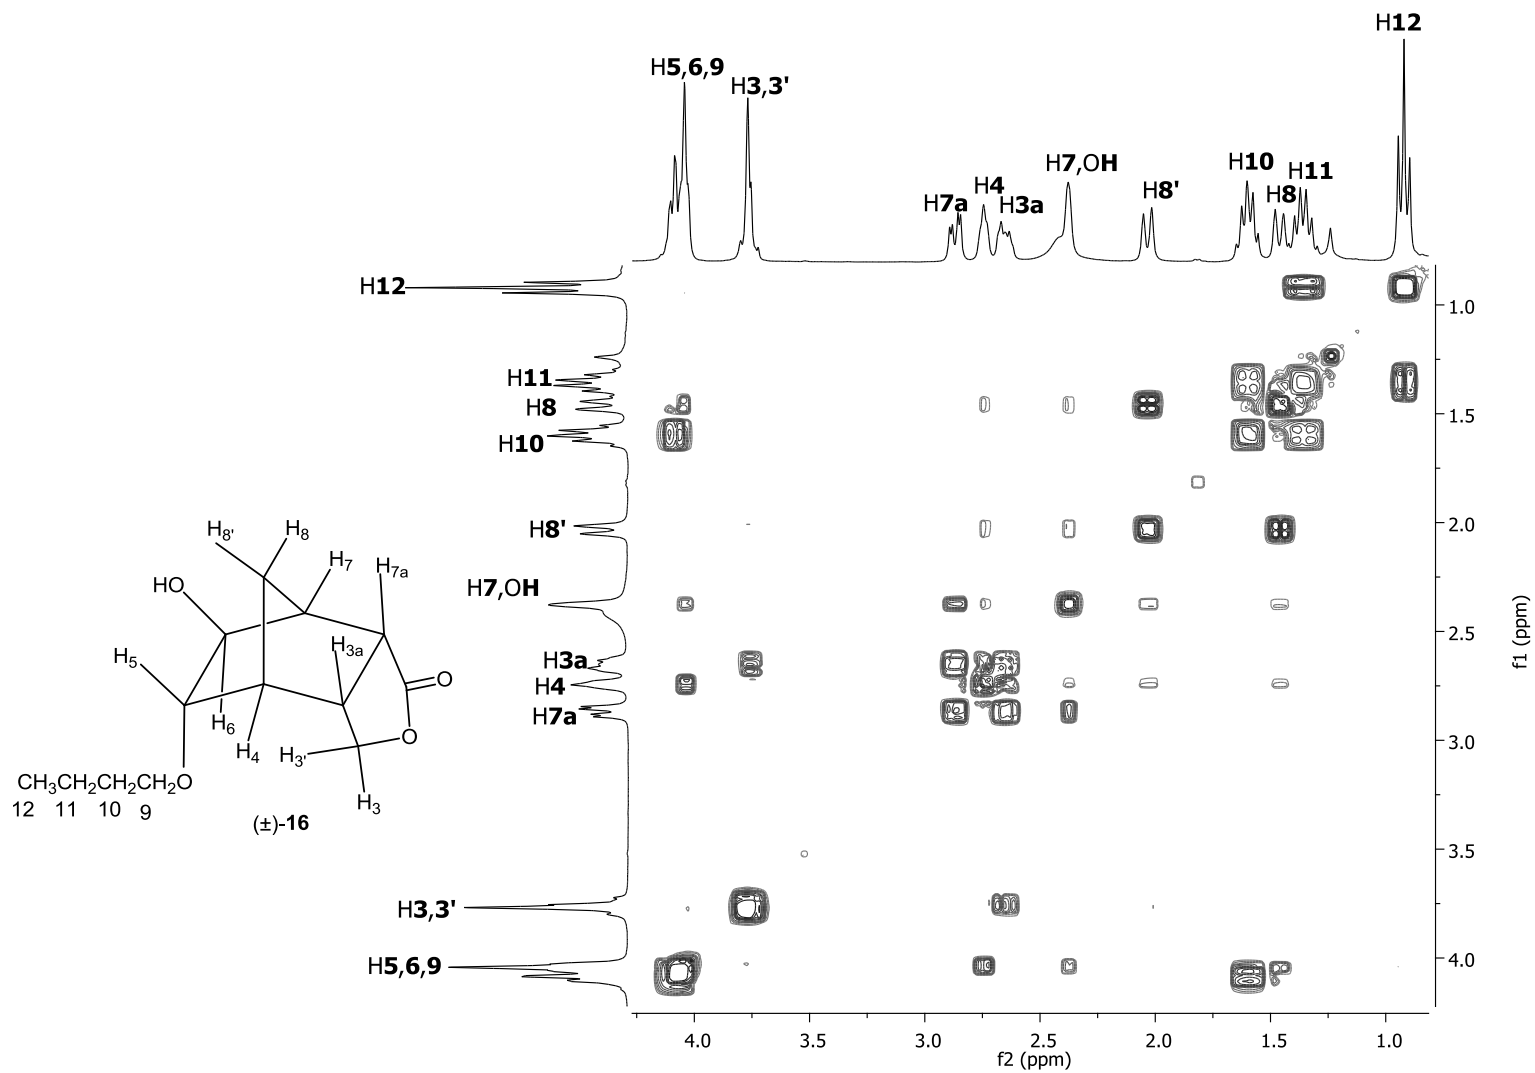 H12
H5,6,9
H3,3'
H7,OH
H10
H11
H8
H8'
H4
H7a
H3a
H12
1.0
H11
H8
1.5
H10
H8'
2.0
H8' H8
H7
H7a
HO
H7,OH
2.5
f1 (ppm)
H3a
H5
H3a
H4
O
H7a
H6
H4
H3'
O
3.0
CH3CH2CH2CH2O
12 11 10 9
H3
(±)-16
3.5
H3,3'
H5,6,9
4.0
4.0 3.5 3.0 2.5 2.0 1.5 1.0
f2 (ppm)